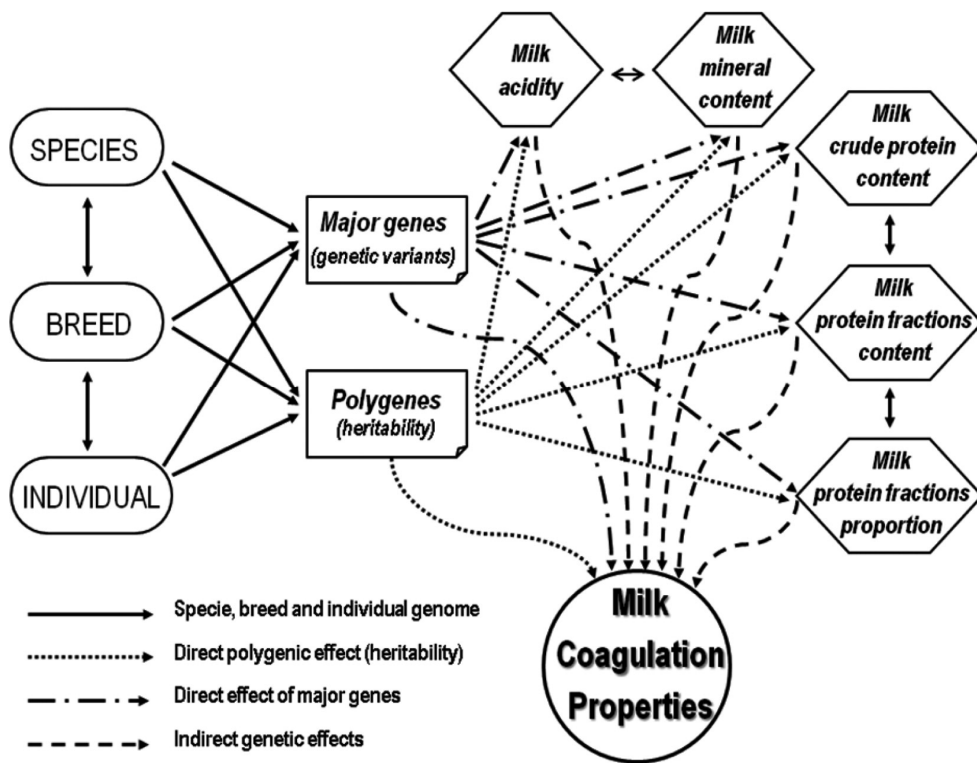 Milk
acidity
Milk
mineral
content
Milk
crude protein
content
SPECIES
Major genes
(genetic variants)
BREED
Milk
protein fractions
content
Polygenes
(heritability)
INDIVIDUAL
Milk
protein fractions
proportion
Milk
Coagulation
Properties
Specie, breed and individual genome
Direct polygenic effect (heritability)
Direct effect of major genes
Indirect genetic effects